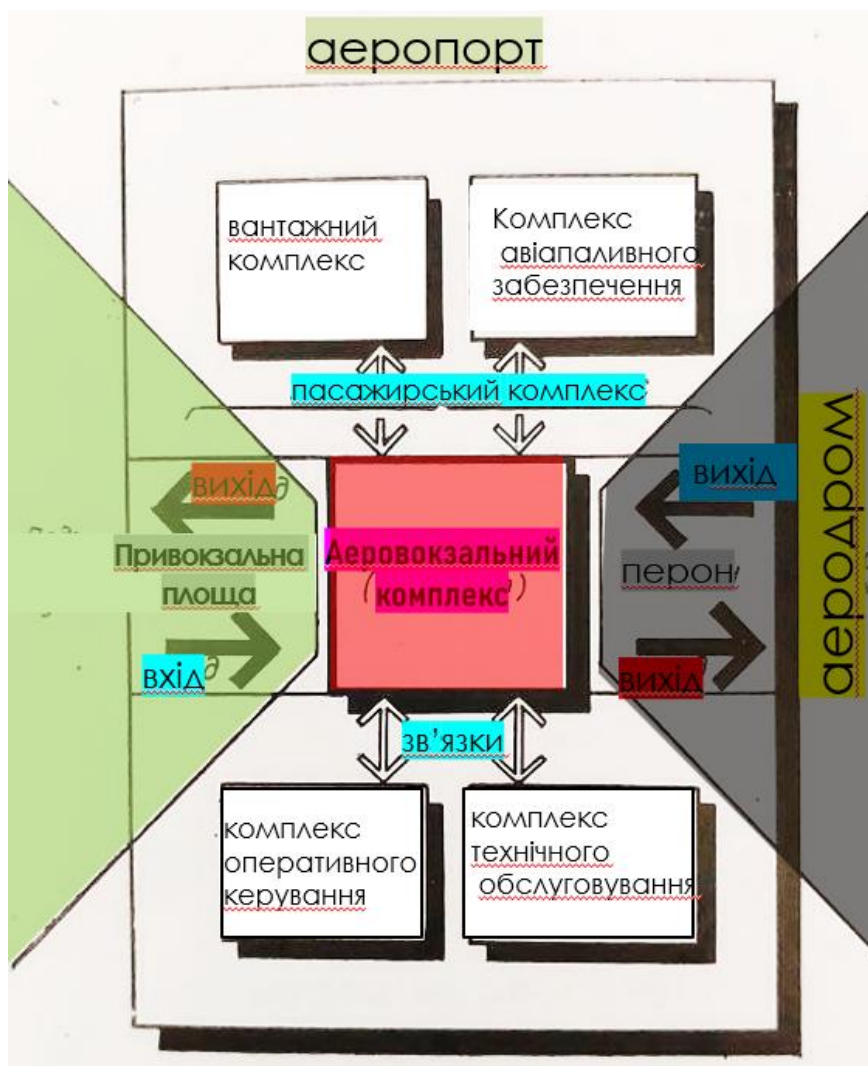 аеропорт
вантажний
комплекс
Комплекс
авіапаливного
забезпечення
пасажирський комплекс
вихід
вихід
Привокзальна
площа
Аеровокзальний
комплекс
перон
аеродром
вхід
вихід
зв’язки
комплекс
оперативного
керування
комплекс
технічного
обслуговування